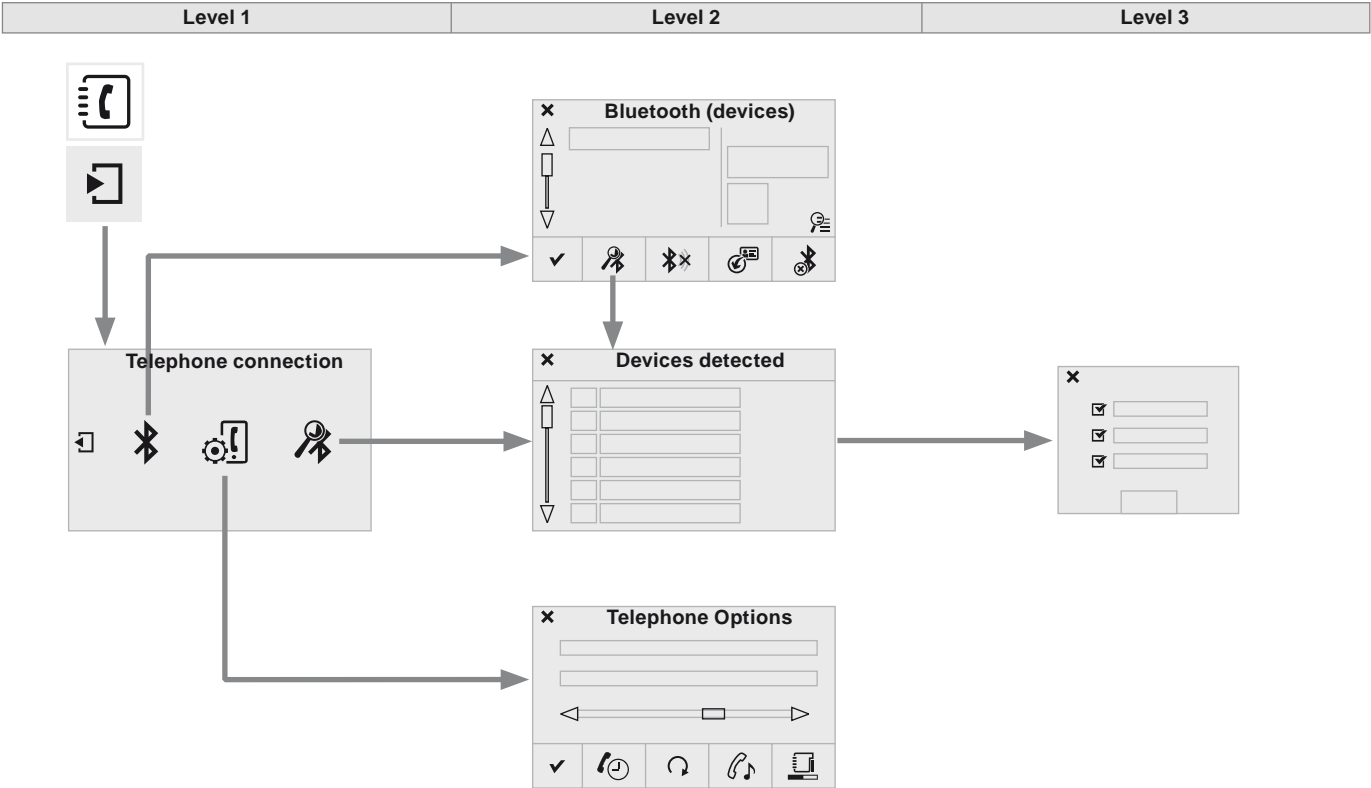 Level 1
Level 2
Level 3
Bluetooth (devices)
Telephone connection
Devices detected
Telephone Options